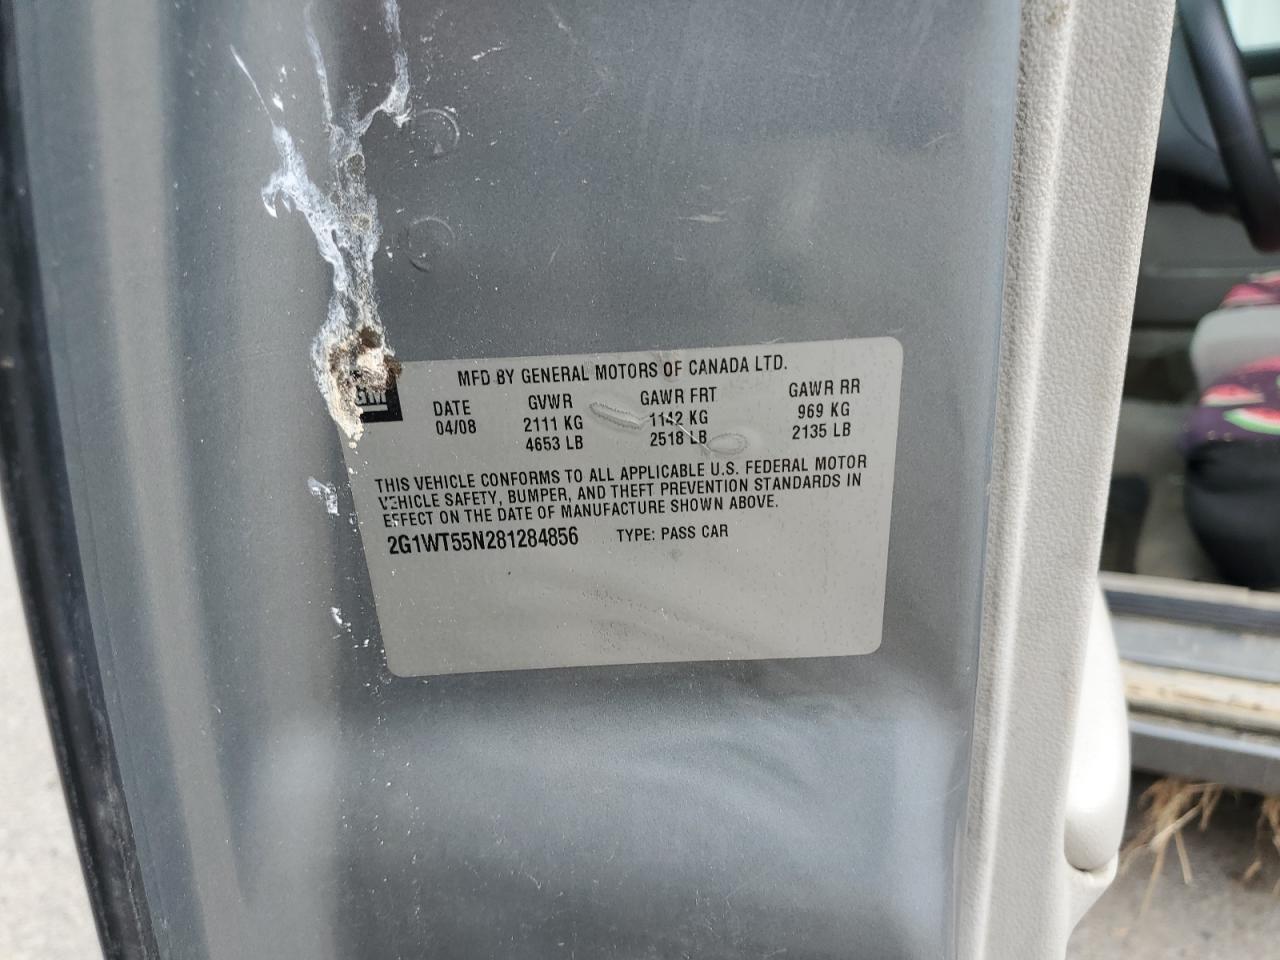 MFD BY GENERAL MOTORS OF CANADA LTD.
GM
DATE GVWR GAWR FRT GAWR RR
04/08 2111 KG 1142 KG 969 KG
4653 LB 2518 LB 2135 LB
THIS VEHICLE CONFORMS TO ALL APPLICABLE U.S. FEDERAL MOTOR
VEHICLE SAFETY, BUMPER, AND THEFT PREVENTION STANDARDS IN
EFFECT ON THE DATE OF MANUFACTURE SHOWN ABOVE.
2G1WT55N281284856 TYPE: PASS CAR